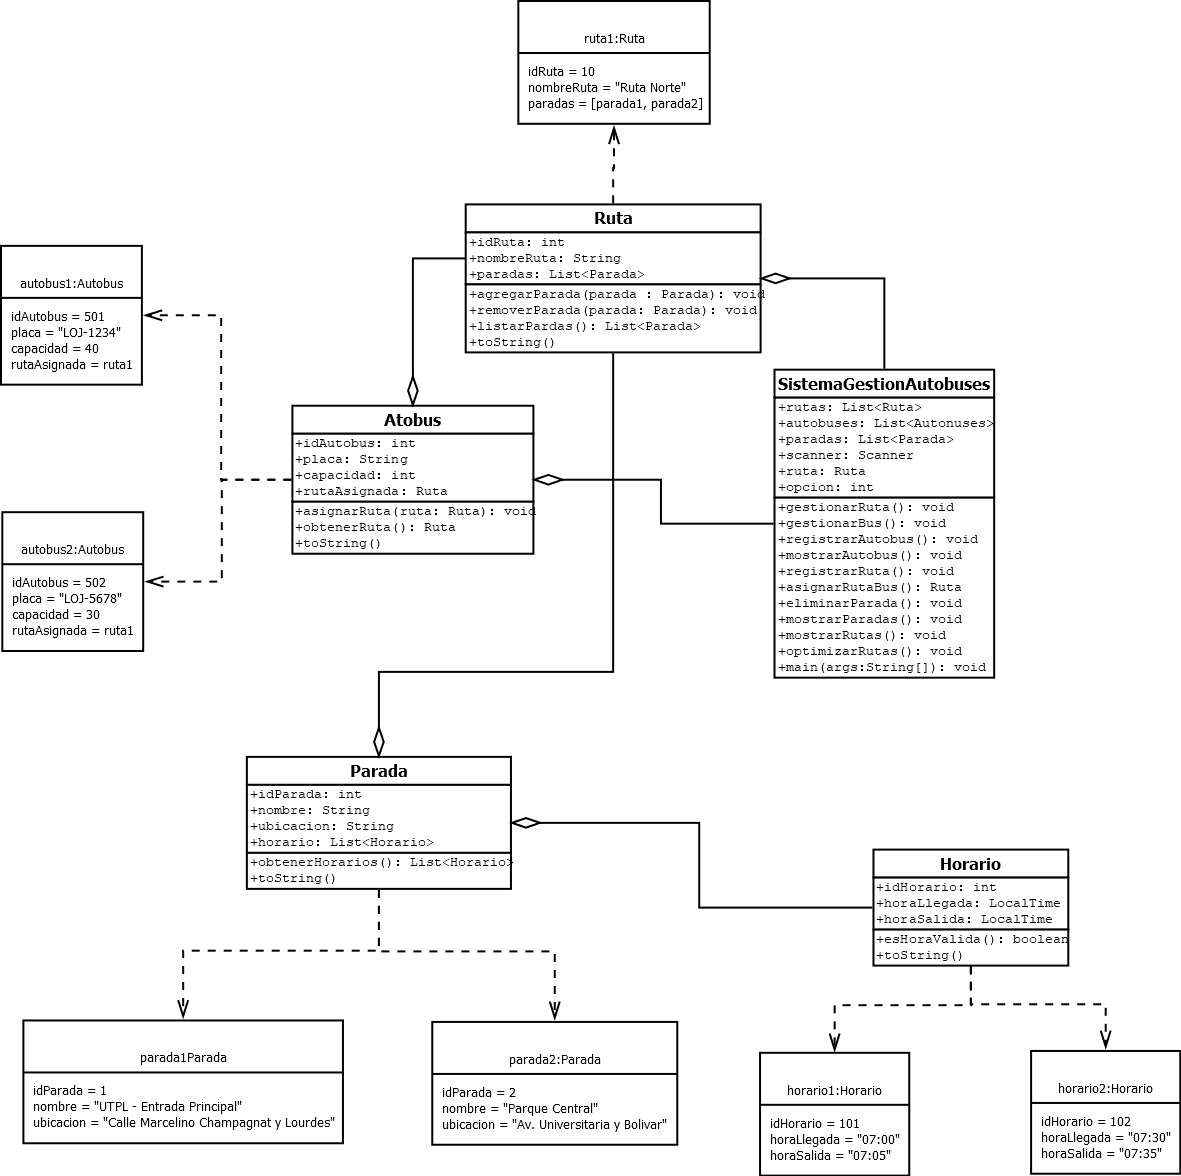 ruta1:Ruta
idRuta = 10
nombreRuta = "Ruta Norte"
paradas = [parada1, parada2]
Ruta
+idRuta: int
+nombreRuta: String
+paradas: List<Parada>
+agregarParada(parada : Parada): void
+removerParada(parada: Parada): void
+listarPardas(): List<Parada>
+toString()
autobus1:Autobus
idAutobus = 501
placa = "LOJ-1234"
capacidad = 40
rutaAsignada = ruta1
Atobus
+idAutobus: int
+placa: String
+capacidad: int
+rutaAsignada: Ruta
+asignarRuta(ruta: Ruta): void
+obtenerRuta(): Ruta
+toString()
SistemaGestionAutobuses
+rutas: List<Ruta>
+autobuses: List<Autonuses>
+paradas: List<Parada>
+scanner: Scanner
+ruta: Ruta
+opcion: int
+gestionarRuta(): void
+gestionarBus(): void
+registrarAutobus(): void
+mostrarAutobus(): void
+registrarRuta(): void
+asignarRutaBus(): Ruta
+eliminarParada(): void
+mostrarParadas(): void
+mostrarRutas(): void
+optimizarRutas(): void
+main(args:String[]): void
autobus2:Autobus
idAutobus = 502
placa = "LOJ-5678"
capacidad = 30
rutaAsignada = ruta1
Parada
+idParada: int
+nombre: String
+ubicacion: String
+horario: List<Horario>
+obtenerHorarios(): List<Horario>
+toString()
Horario
+idHorario: int
+horaLlegada: LocalTime
+horaSalida: LocalTime
+esHoraValida(): boolean
+toString()
parada1Parada
idParada = 1
nombre = "UTPL - Entrada Principal"
ubicacion = "Calle Marcelino Champagnat y Lourdes"
parada2:Parada
idParada = 2
nombre = "Parque Central"
ubicacion = "Av. Universitaria y Bolivar"
horario1:Horario
idHorario = 101
horaLlegada = "07:00"
horaSalida = "07:05"
horario2:Horario
idHorario = 102
horaLlegada = "07:30"
horaSalida = "07:35"